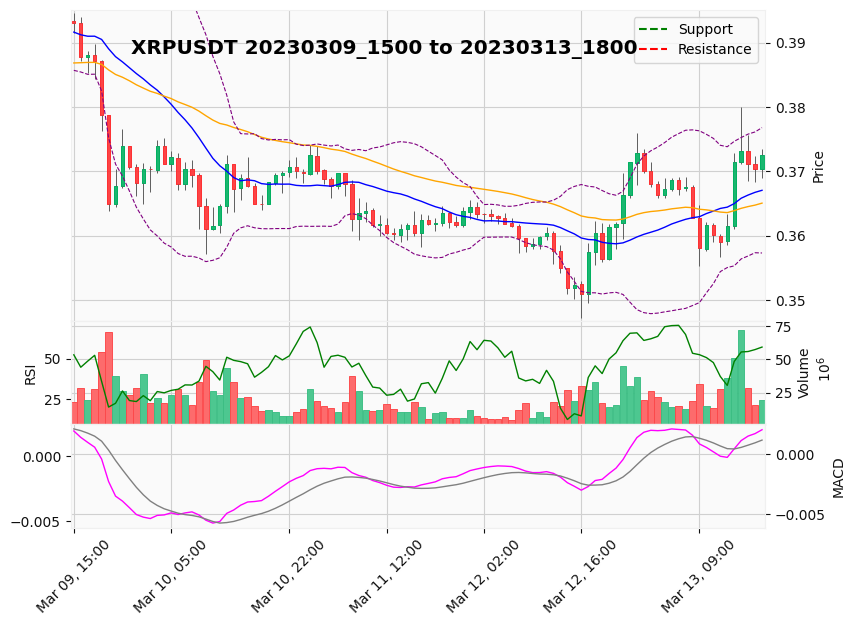 XRPUSDT 20230309_1500 to 20230313_1800
Support
Resistance
0.39
0.38
0.37
0.36
0.35
Price
75
50
25
Volume
10^6
50
25
RSI
0.000
−0.005
0.000
−0.005
MACD
Mar 09, 15:00
Mar 10, 05:00
Mar 10, 22:00
Mar 11, 12:00
Mar 12, 02:00
Mar 12, 16:00
Mar 13, 09:00